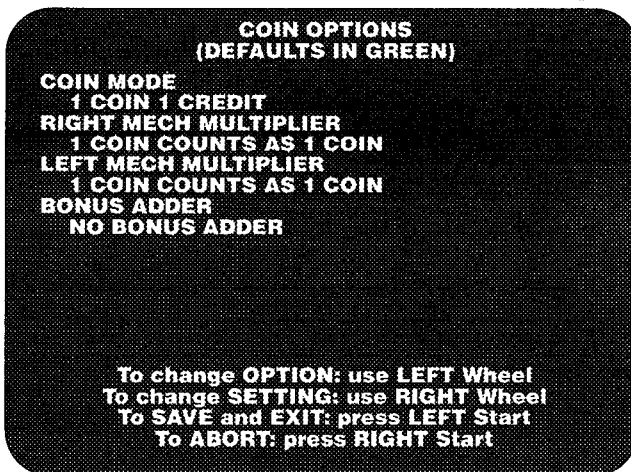 COIN OPTIONS
(DEFAULTS IN GREEN)
COIN MODE
1 COIN 1 CREDIT
RIGHT MECH MULTIPLIER
1 COIN COUNTS AS 1 COIN
LEFT MECH MULTIPLIER
1 COIN COUNTS AS 1 COIN
BONUS ADDER
NO BONUS ADDER
To change OPTION: use LEFT Wheel
To change SETTING: use RIGHT Wheel
To SAVE and EXIT: press LEFT Start
To ABORT: press RIGHT Start